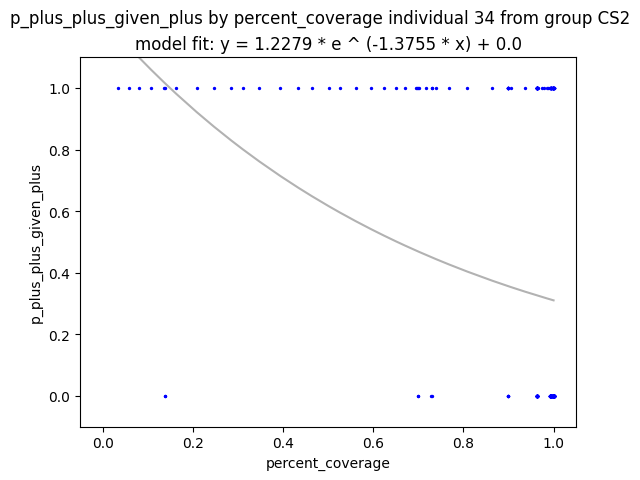 p_plus_plus_given_plus by percent_coverage individual 34 from group CS2
model fit: y = 1.2279 * e ^ (-1.3755 * x) + 0.0
1.0
0.8
0.6
0.4
0.2
0.0
p_plus_plus_given_plus
0.0 0.2 0.4 0.6 0.8 1.0
percent_coverage